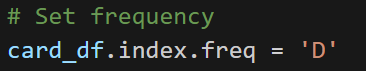 # Set frequency
card_df.index.freq = 'D'